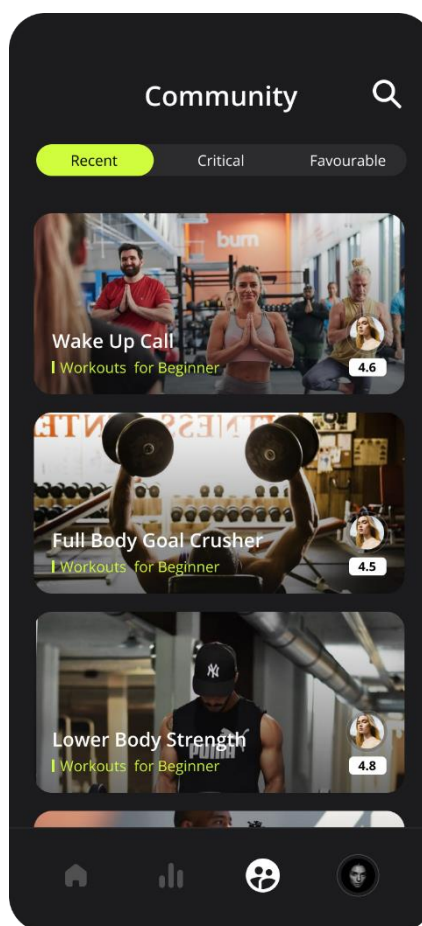 Community
Recent Critical Favourable
burn
Wake Up Call
Workouts for Beginner
4.6
Full Body Goal Crusher
Workouts for Beginner
4.5
PUMA
Lower Body Strength
Workouts for Beginner
4.8